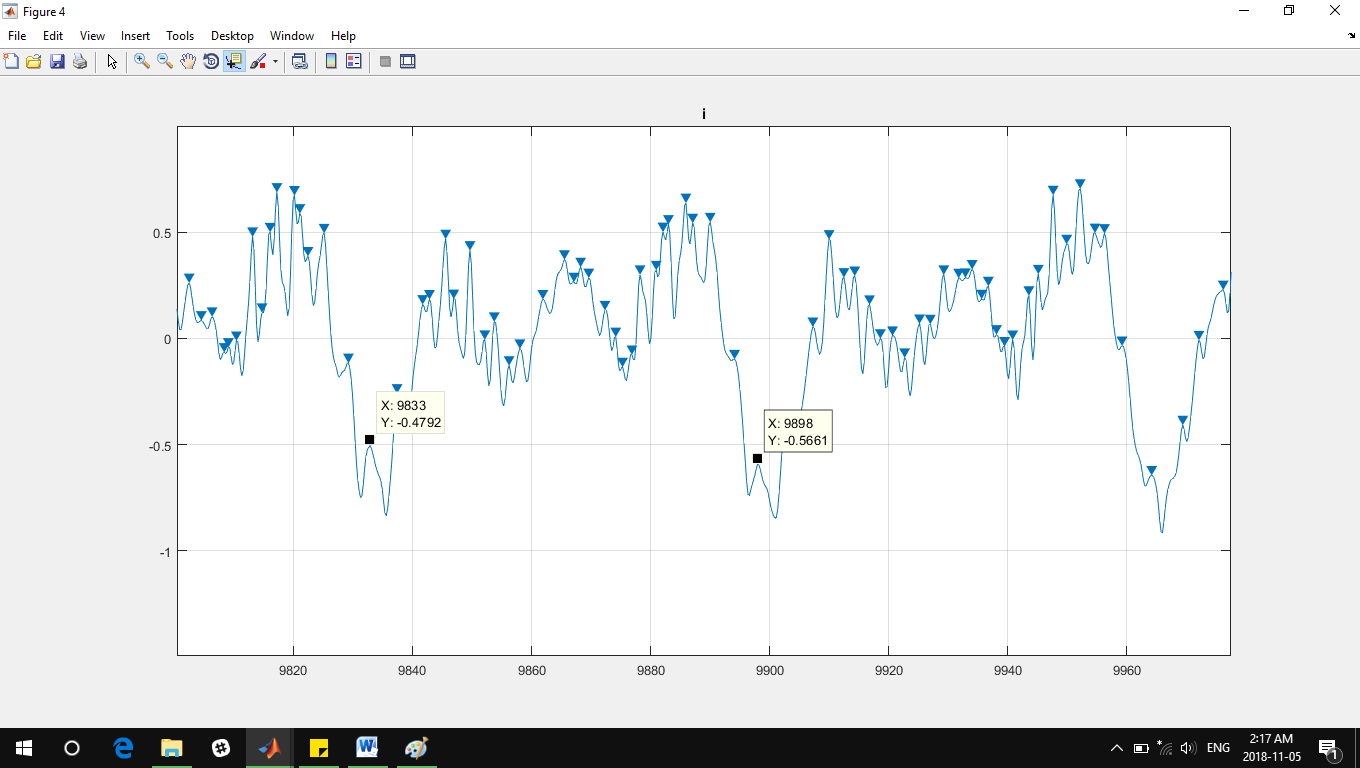 Figure 4
File Edit View Insert Tools Desktop Window Help
i
0.5
0
-0.5
-1
X: 9833
Y: -0.4792
X: 9898
Y: -0.5661
9820 9840 9860 9880 9900 9920 9940 9960
ENG
2:17 AM
2018-11-05
1